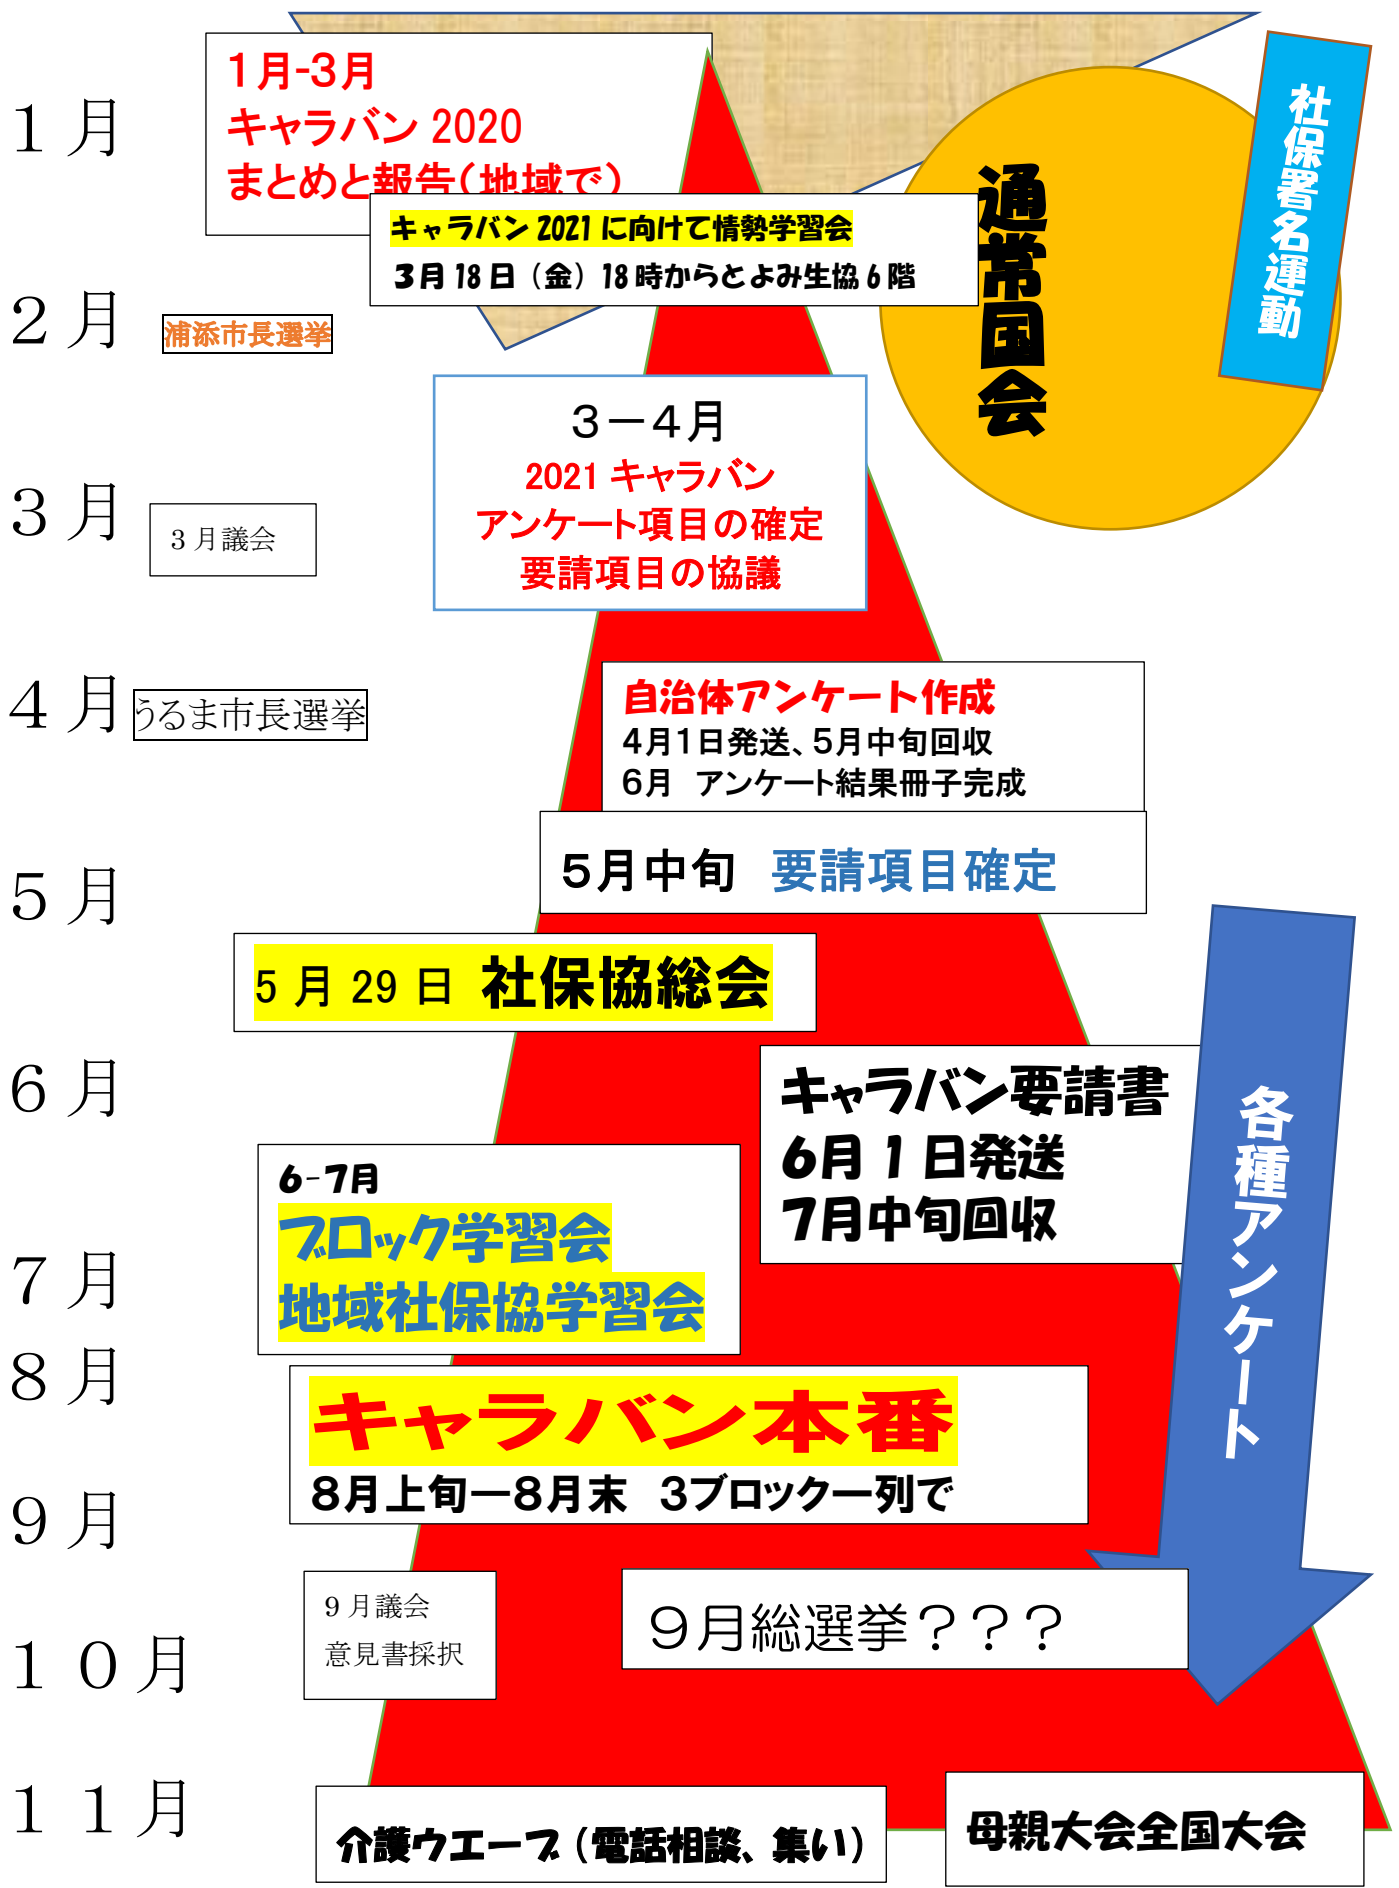 1月-3月
キャラバン 2020
まとめと報告（地域で）
社保署名運動
通常国会
１月
キャラバン 2021 に向けて情勢学習会
３月 18 日（金）18 時からとよみ生協 6 階
２月
浦添市長選挙
３－４月
2021 キャラバン
アンケート項目の確定
要請項目の協議
３月
3 月議会
４月
うるま市長選挙
自治体アンケート作成
４月１日発送、５月中旬回収
６月　アンケート結果冊子完成
５月中旬　要請項目確定
５月
5 月 29 日 社保協総会
６月
キャラバン要請書
6月 1 日発送
7月中旬回収
各種アンケート
6-7月
ブロック学習会
地域社保協学習会
７月
８月
キャラバン本番
８月上旬―８月末　３ブロック一列で
９月
9 月議会
意見書採択
９月総選挙？？？
１０月
１１月
介護ウエーブ（電話相談、集い）
母親大会全国大会